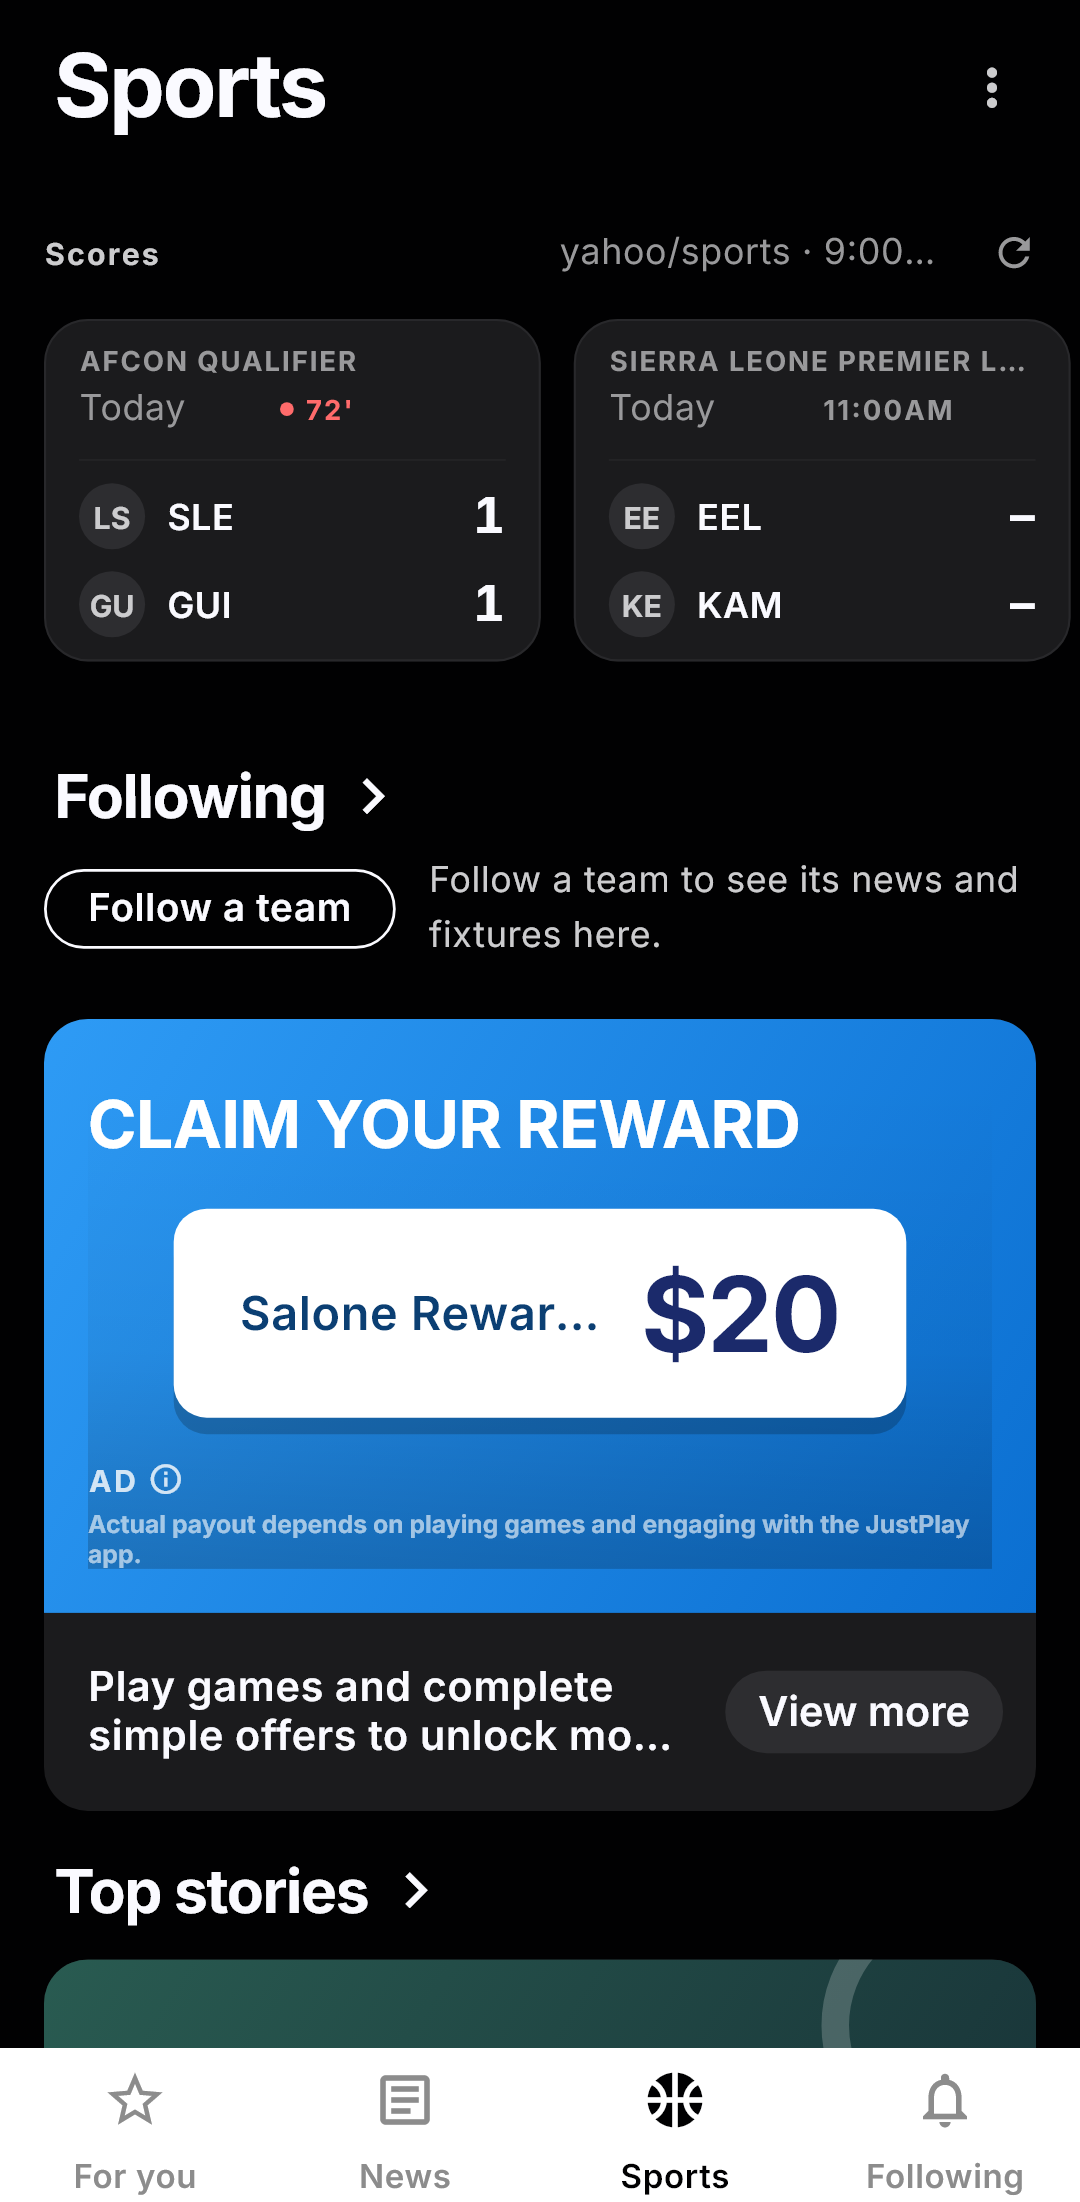 Sports
Scores
yahoo/sports · 9:00...
AFCON QUALIFIER
Today
72'
LS SLE 1
GU GUI 1
SIERRA LEONE PREMIER L...
Today
11:00AM
EE EEL –
KE KAM –
Following
Follow a team
Follow a team to see its news and
fixtures here.
CLAIM YOUR REWARD
Salone Rewar...
$20
AD
Actual payout depends on playing games and engaging with the JustPlay
app.
Play games and complete
simple offers to unlock mo...
View more
Top stories
For you
News
Sports
Following